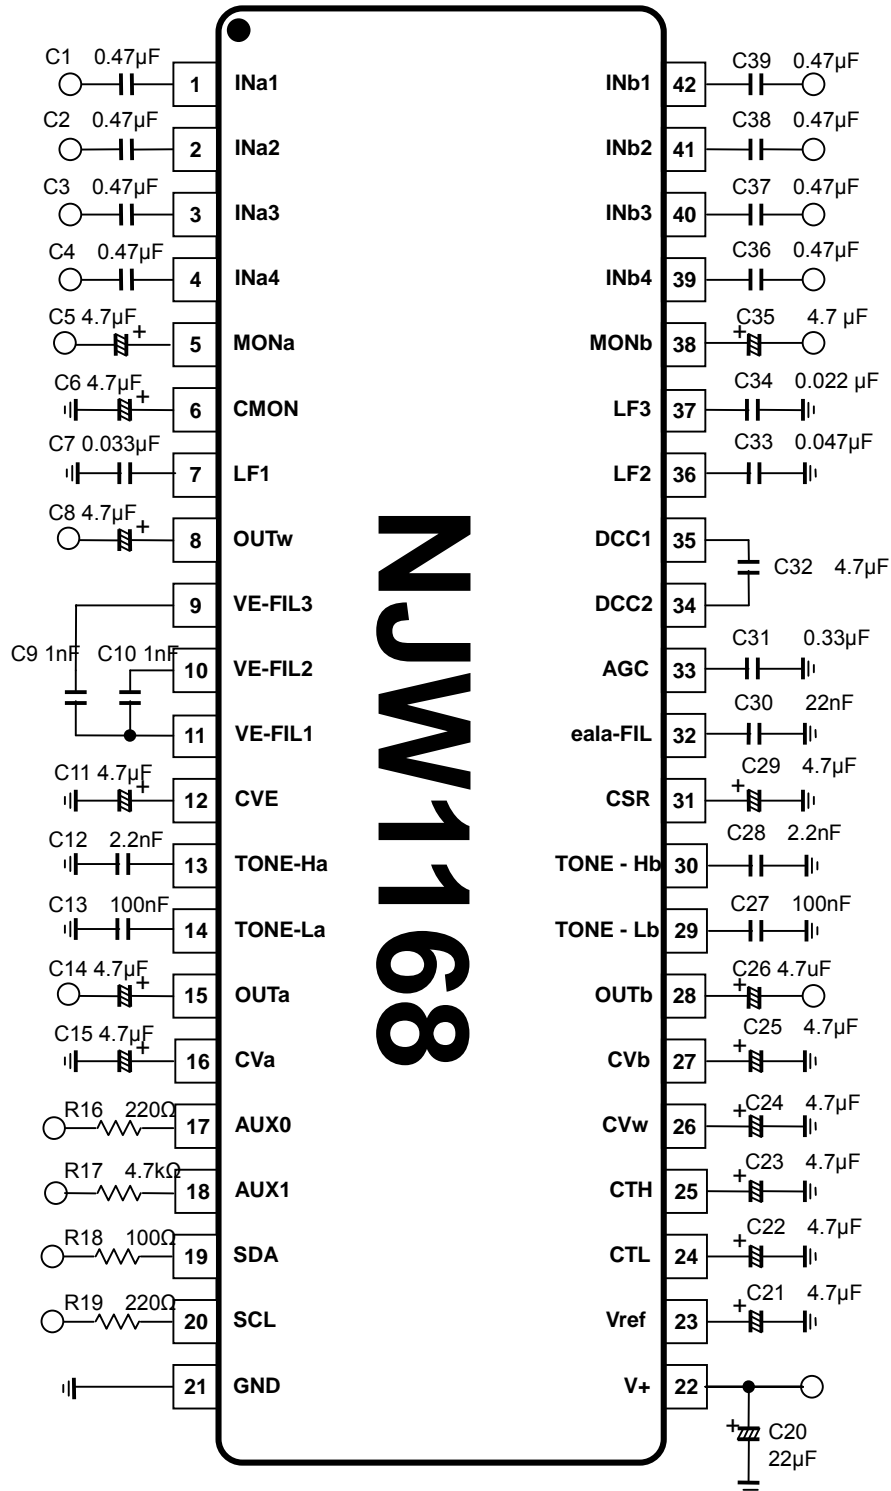 C1 0.47µF 1 INa1 INb1 42 C39 0.47µF
C2 0.47µF 2 INa2 INb2 41 C38 0.47µF
C3 0.47µF 3 INa3 INb3 40 C37 0.47µF
C4 0.47µF 4 INa4 INb4 39 C36 0.47µF
C5 4.7µF + 5 MONa MONb 38 + C35 4.7 µF
C6 4.7µF + 6 CMON LF3 37 C34 0.022 µF
C7 0.033µF 7 LF1 LF2 36 C33 0.047µF
C8 4.7µF + 8 OUTw DCC1 35
C32 4.7µF
9 VE-FIL3 DCC2 34
C9 1nF C10 1nF 10 VE-FIL2 AGC 33 C31 0.33µF
11 VE-FIL1 eala-FIL 32 C30 22nF
C11 4.7µF + 12 CVE CSR 31 + C29 4.7µF
C12 2.2nF 13 TONE-Ha TONE - Hb 30 C28 2.2nF
C13 100nF 14 TONE-La TONE - Lb 29 C27 100nF
C14 4.7µF + 15 OUTa OUTb 28 + C26 4.7uF
C15 4.7µF + 16 CVa CVb 27 + C25 4.7µF
R16 220Ω 17 AUX0 CVw 26 + C24 4.7µF
R17 4.7kΩ 18 AUX1 CTH 25 + C23 4.7µF
R18 100Ω 19 SDA CTL 24 + C22 4.7µF
R19 220Ω 20 SCL Vref 23 + C21 4.7µF
21 GND V+ 22
+ C20
22µF
NJW1168